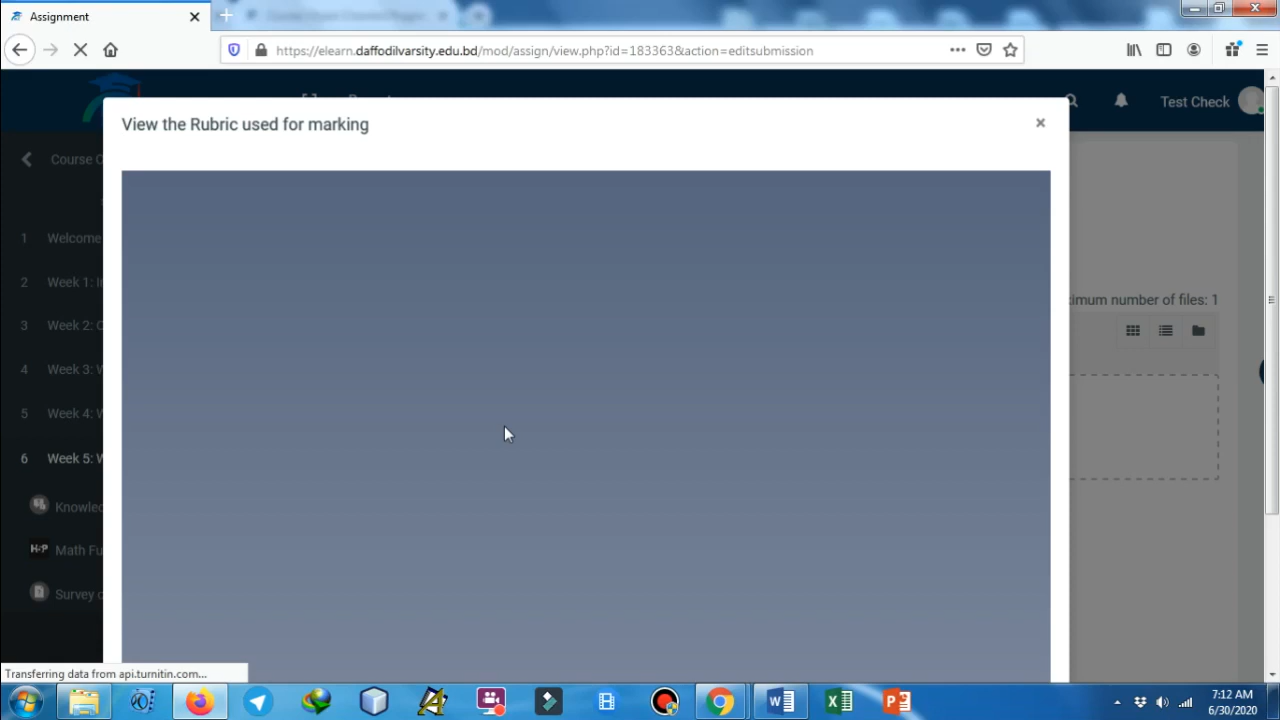 Assignment
https://elearn.daffodilvarsity.edu.bd/mod/assign/view.php?id=183363&action=editsubmission
Test Check
View the Rubric used for marking
Course
1 Welcome
2 Week 1:
3 Week 2:
4 Week 3:
5 Week 4:
6 Week 5:
ximum number of files: 1
H-P Math Fu
Survey
Transferring data from api.turnitin.com...
7:12 AM
6/30/2020